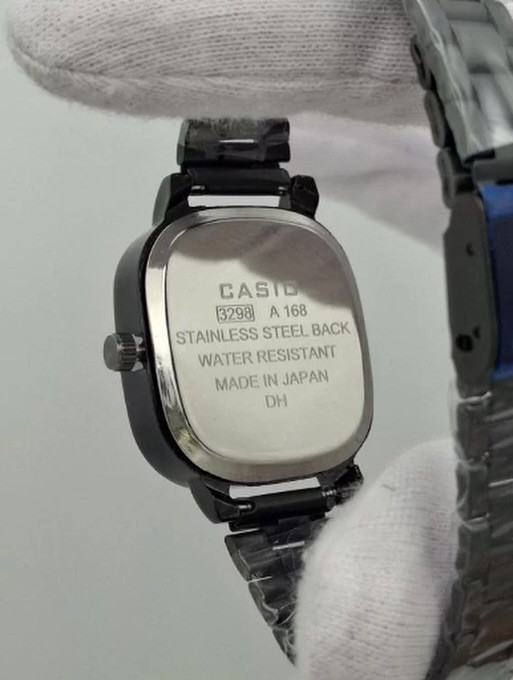 CASIO
3298 A 168
STAINLESS STEEL BACK
WATER RESISTANT
MADE IN JAPAN
DH